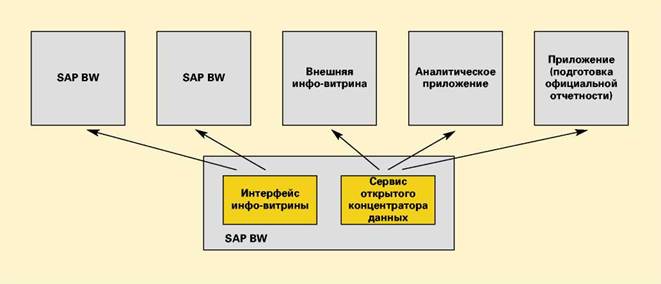 SAP BW
SAP BW
Внешняя
инфо-витрина
Аналитическое
приложение
Приложение
(подготовка
официальной
отчетности)
Интерфейс
инфо-витрины
Сервис
открытого
концентратора
данных
SAP BW